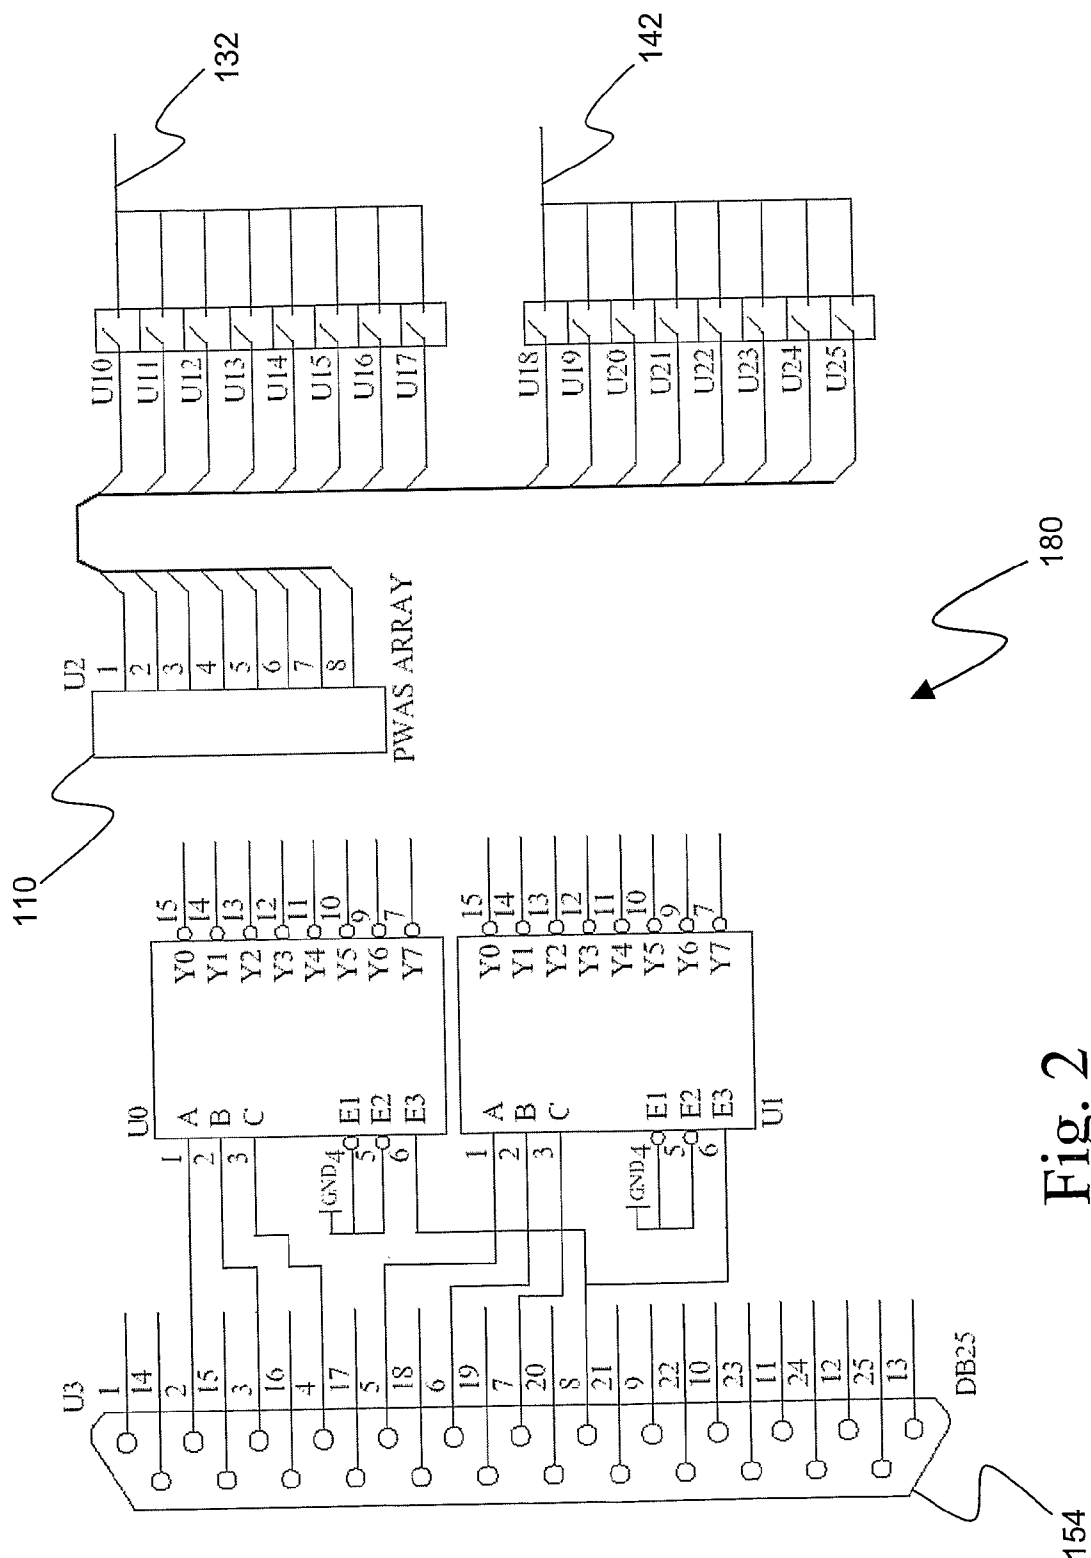 132
142
U10
U11
U12
U13
U14
U15
U16
U17
U18
U19
U20
U21
U22
U23
U24
U25
180
U2
1
2
3
4
5
6
7
8
PWAS ARRAY
110
U0
A
B
C
E1
E2
E3
Y0
Y1
Y2
Y3
Y4
Y5
Y6
Y7
15
14
13
12
11
10
9
7
1
2
3
GND
4
5
6
U1
A
B
C
E1
E2
E3
Y0
Y1
Y2
Y3
Y4
Y5
Y6
Y7
15
14
13
12
11
10
9
7
1
2
3
GND
4
5
6
U3
1
14
2
15
3
16
4
17
5
18
6
19
7
20
8
21
9
22
10
23
11
24
12
25
13
DB25
154
Fig. 2